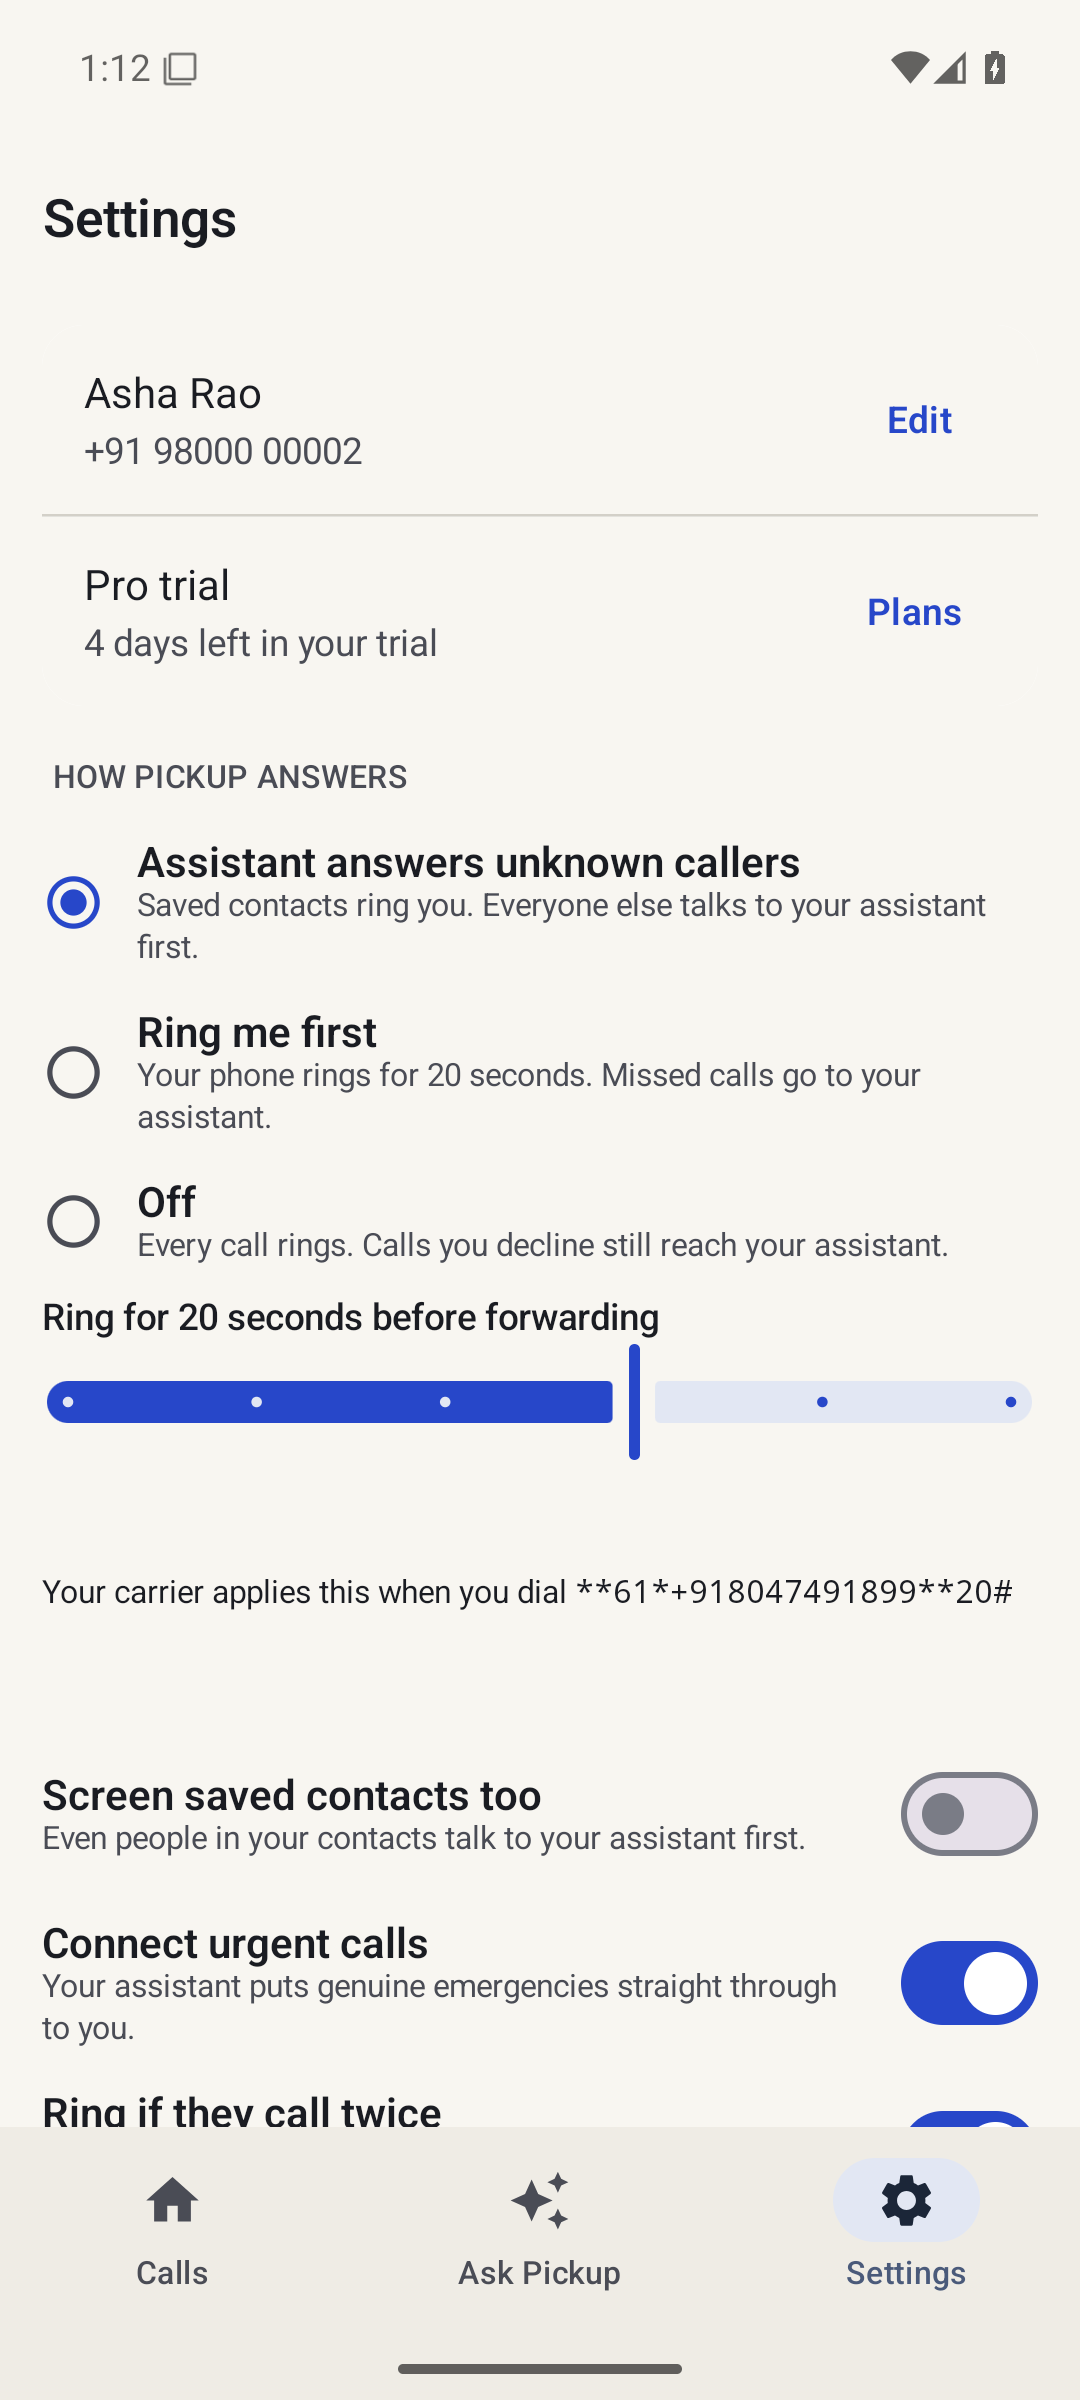 1:12
Settings
Asha Rao
+91 98000 00002
Edit
Pro trial
4 days left in your trial
Plans
HOW PICKUP ANSWERS
Assistant answers unknown callers
Saved contacts ring you. Everyone else talks to your assistant
first.
Ring me first
Your phone rings for 20 seconds. Missed calls go to your
assistant.
Off
Every call rings. Calls you decline still reach your assistant.
Ring for 20 seconds before forwarding
Your carrier applies this when you dial **61*+918047491899**20#
Screen saved contacts too
Even people in your contacts talk to your assistant first.
Connect urgent calls
Your assistant puts genuine emergencies straight through
to you.
Ring if they call twice
Calls
Ask Pickup
Settings